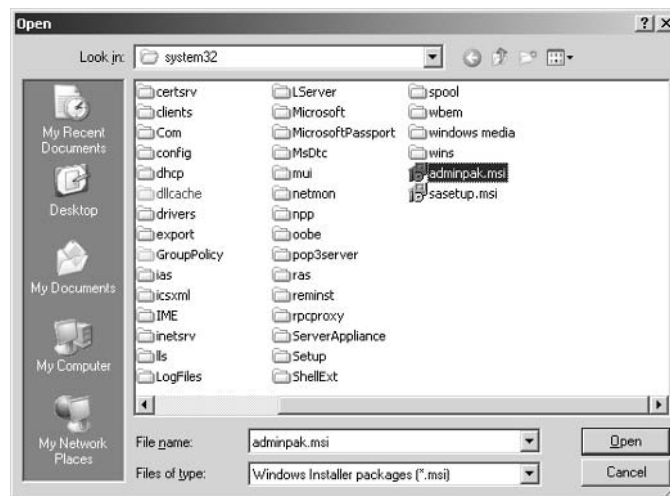 Open
Look in: system32
My Recent
Documents
Desktop
My Documents
My Computer
My Network
Places
certsrv
clients
Com
config
dhcp
dllcache
drivers
export
GroupPolicy
ias
icsxml
IME
inetsrv
lls
LogFiles
LServer
Microsoft
MicrosoftPassport
MsDtc
mui
netmon
npp
oobe
pop3server
ras
reminst
rpcproxy
ServerAppliance
Setup
ShellExt
spool
wbem
windows media
wins
adminpak.msi
sasetup.msi
File name: adminpak.msi Open
Files of type: Windows Installer packages (*.msi) Cancel